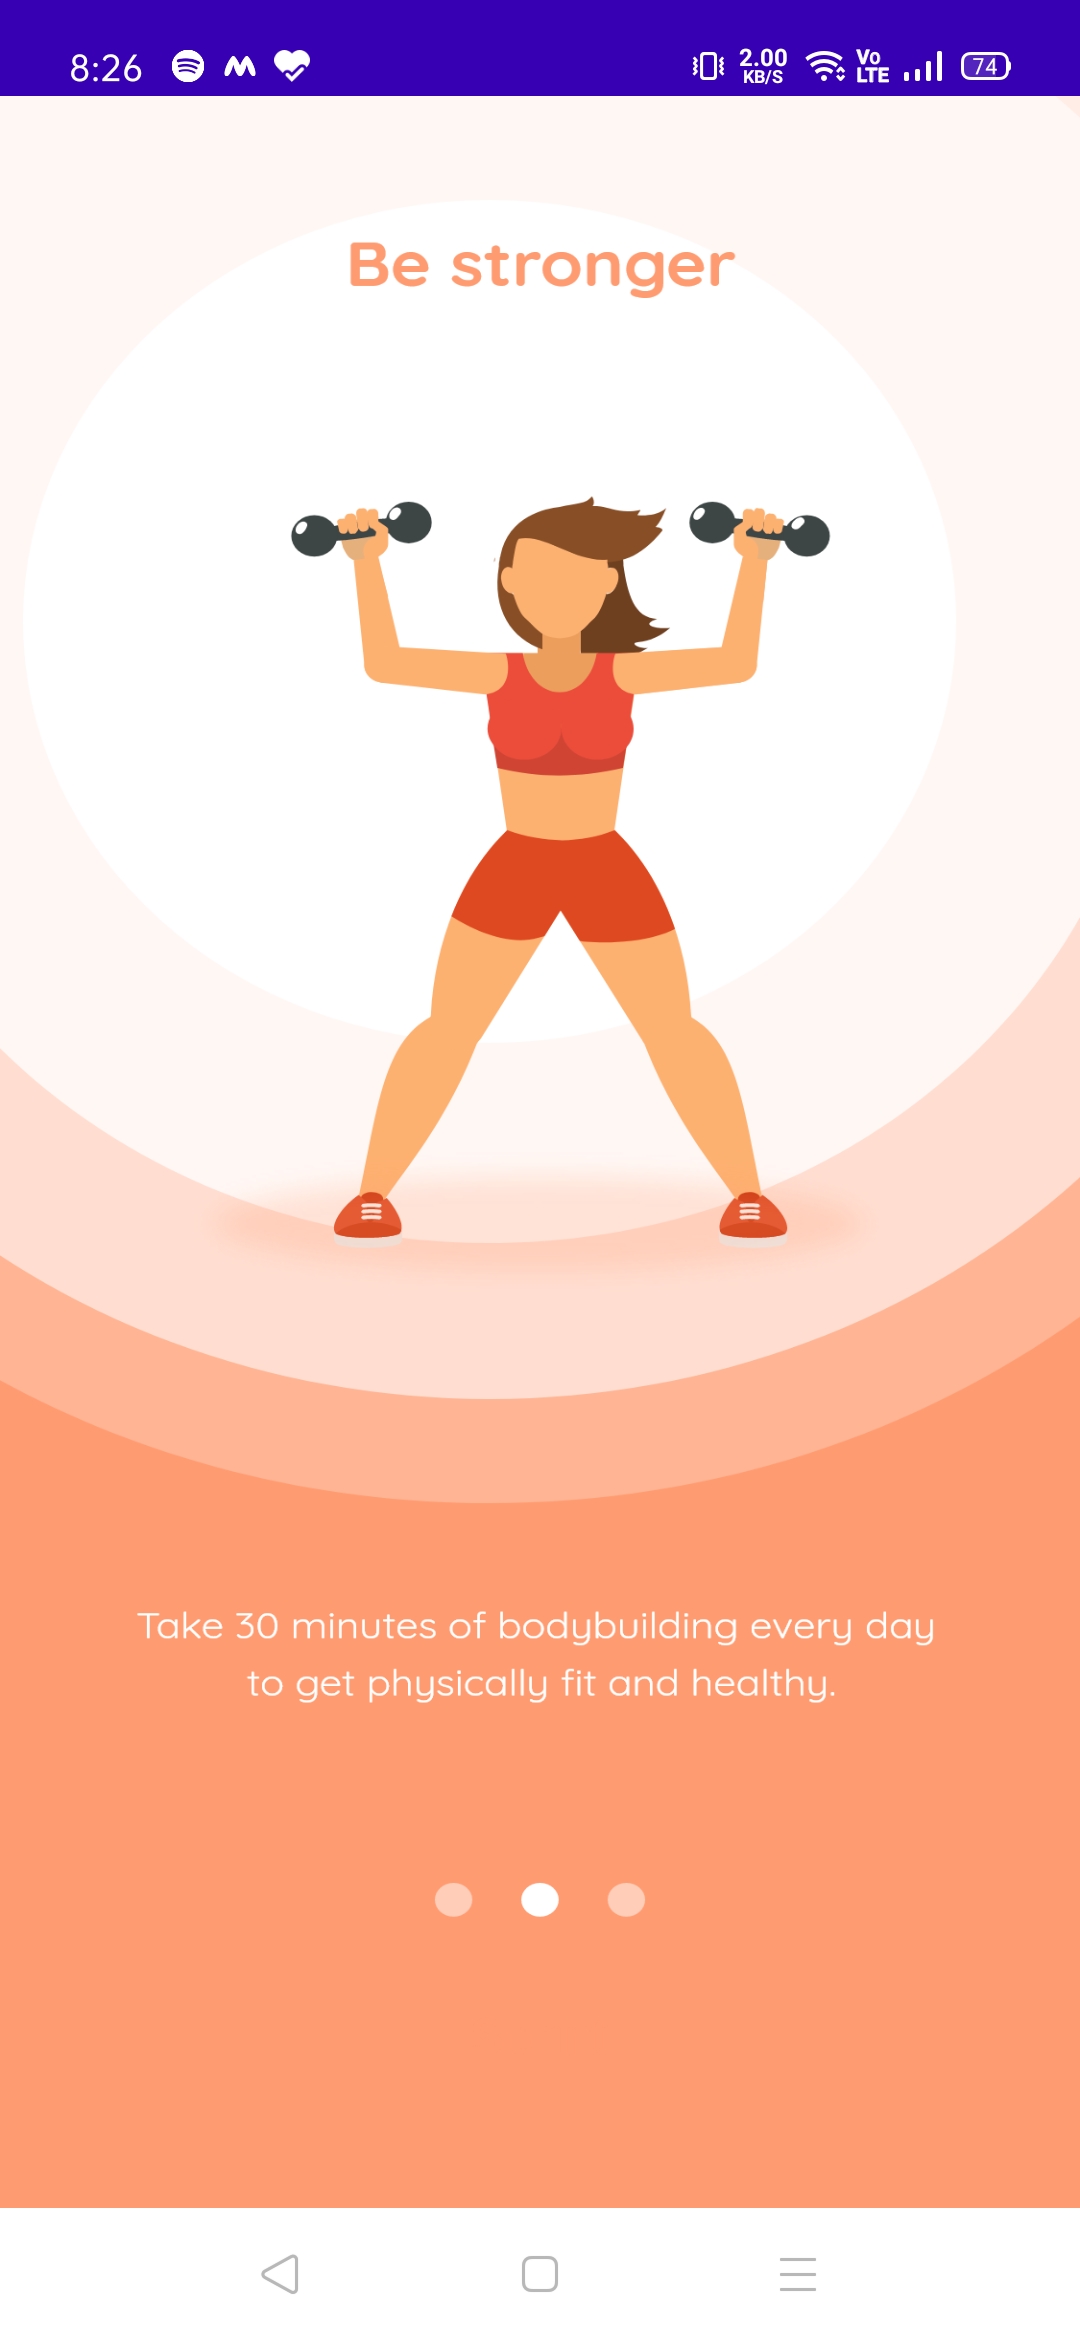 8:26
2.00
KB/S
Vo
LTE
74
Be stronger
Take 30 minutes of bodybuilding every day
to get physically fit and healthy.